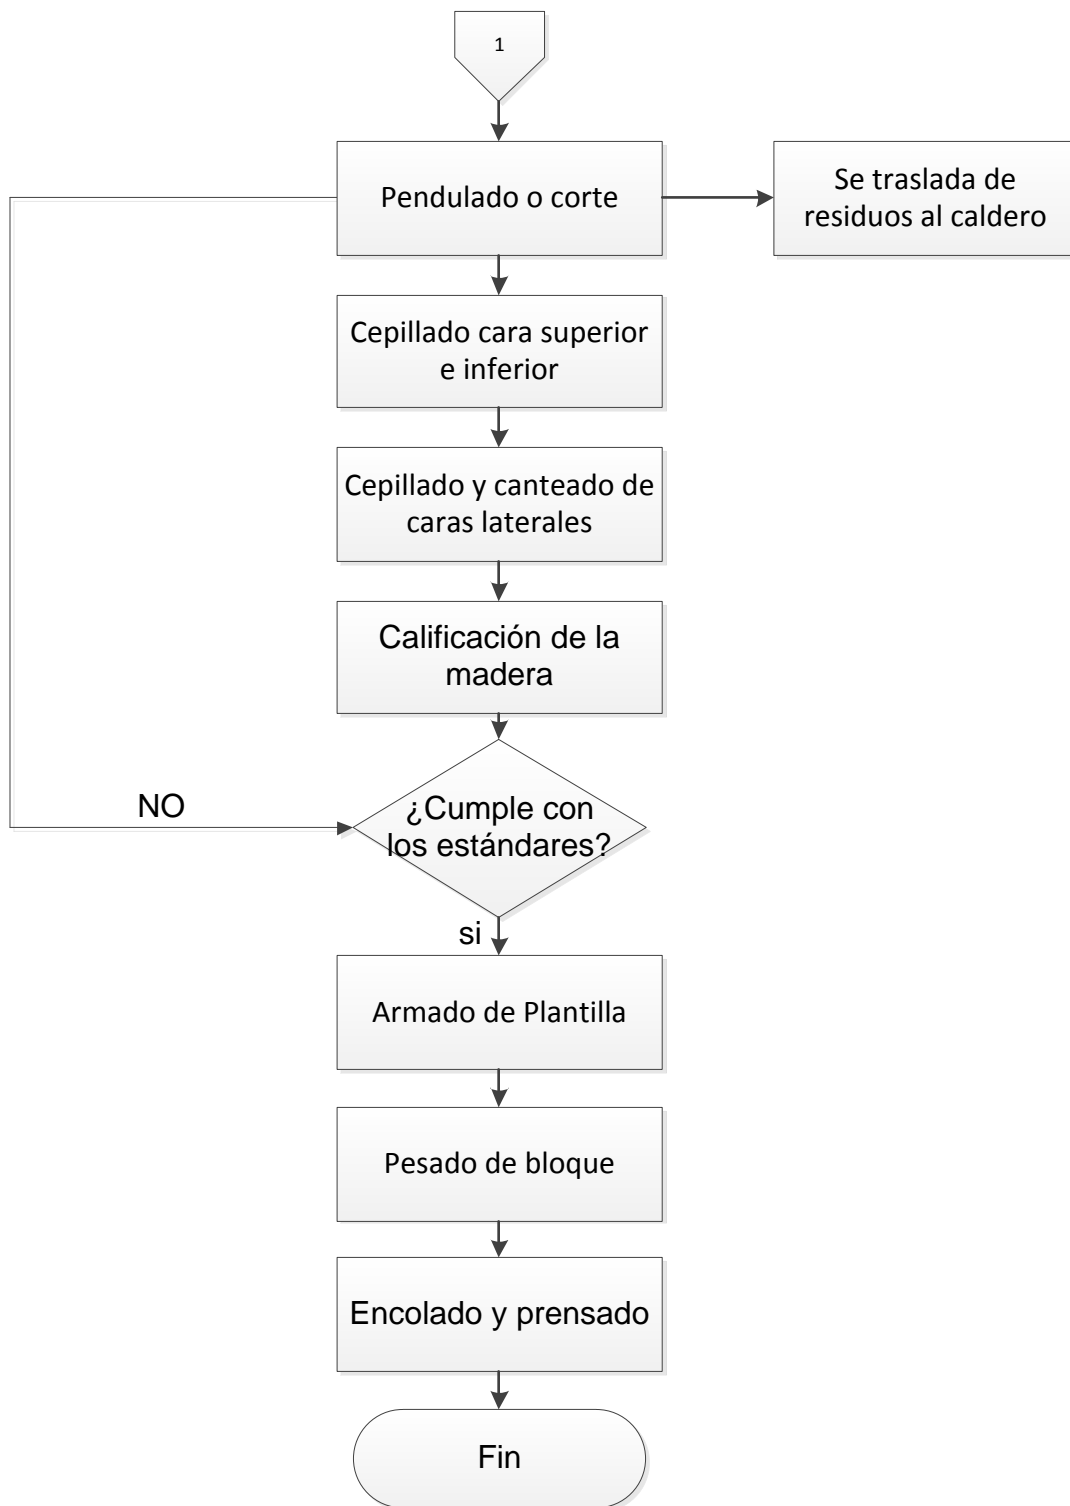 1
Pendulado o corte
Se traslada de
residuos al caldero
Cepillado cara superior
e inferior
Cepillado y canteado de
caras laterales
Calificación de la
madera
NO
¿Cumple con
los estándares?
si
Armado de Plantilla
Pesado de bloque
Encolado y prensado
Fin